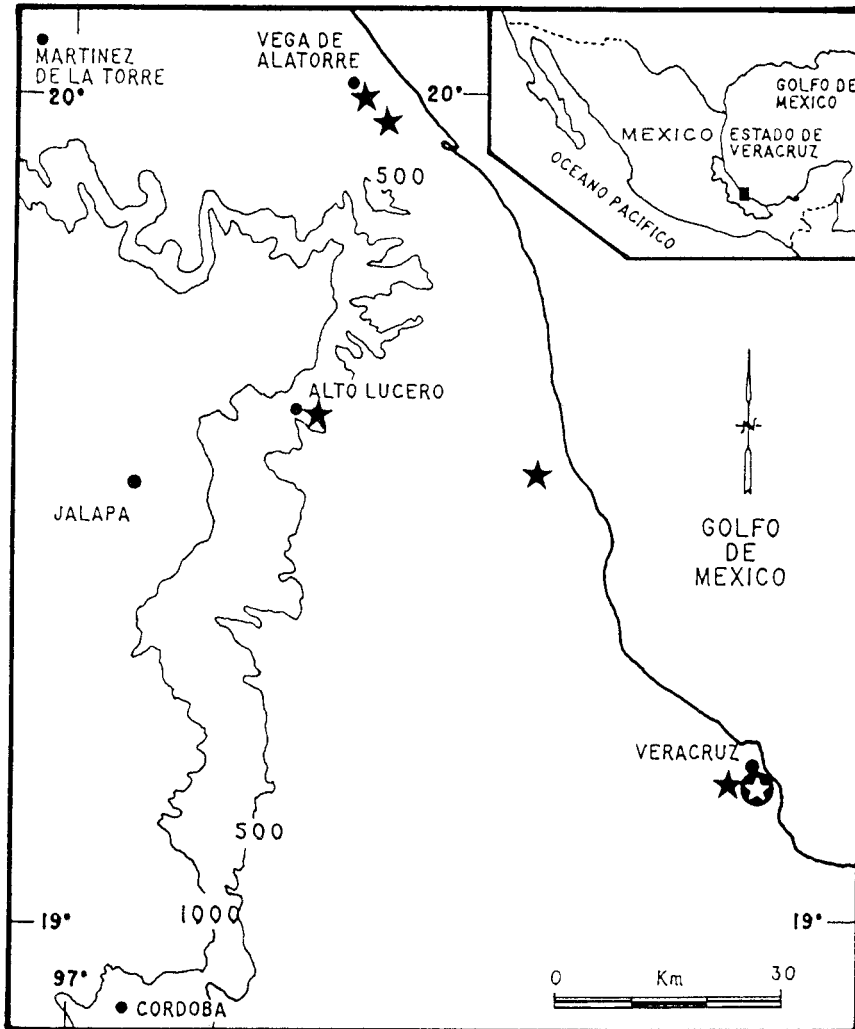 MARTINEZ
DE LA TORRE
20°
VEGA DE
ALATORRE
20°
GOLFO DE
MEXICO
MEXICO
ESTADO DE
VERACRUZ
OCEANO PACIFICO
500
ALTO LUCERO
JALAPA
N
GOLFO
DE
MEXICO
VERACRUZ
500
1000
19°
19°
97°
CORDOBA
0 Km 30